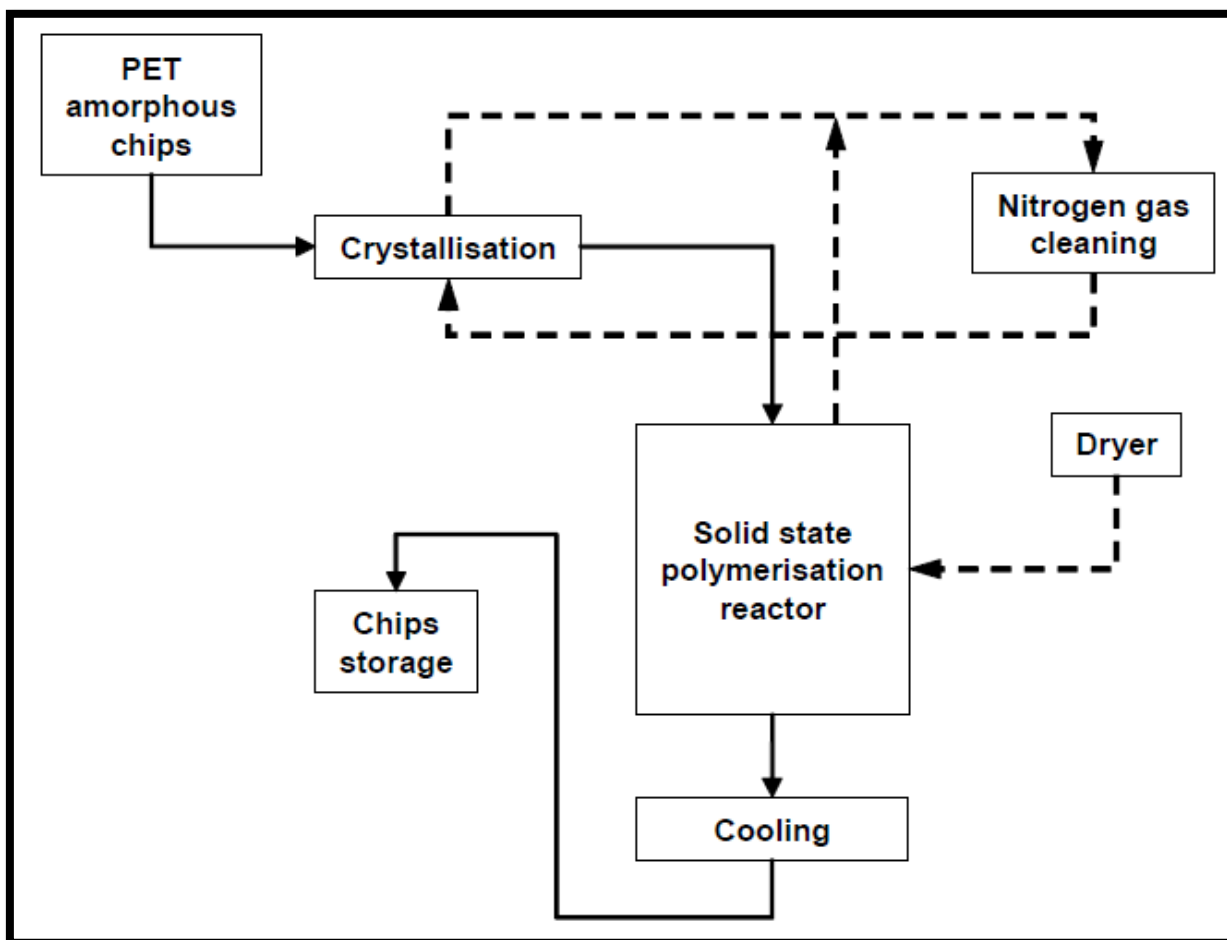 PET
amorphous
chips
Crystallisation
Nitrogen gas
cleaning
Dryer
Solid state
polymerisation
reactor
Chips
storage
Cooling